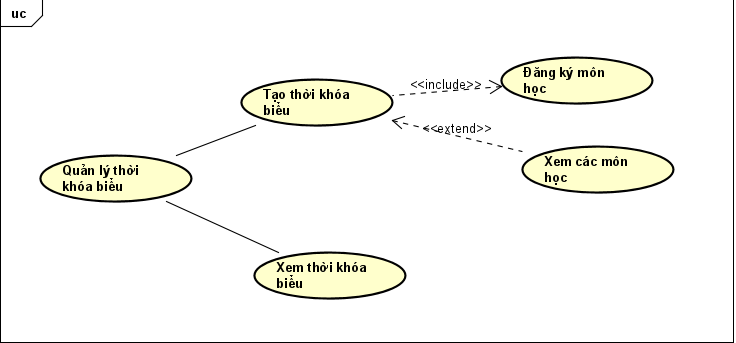 uc
Tạo thời khóa
biểu
<<include>>
Đăng ký môn
học
<<extend>>
Xem các môn
học
Quản lý thời
khóa biểu
Xem thời khóa
biểu